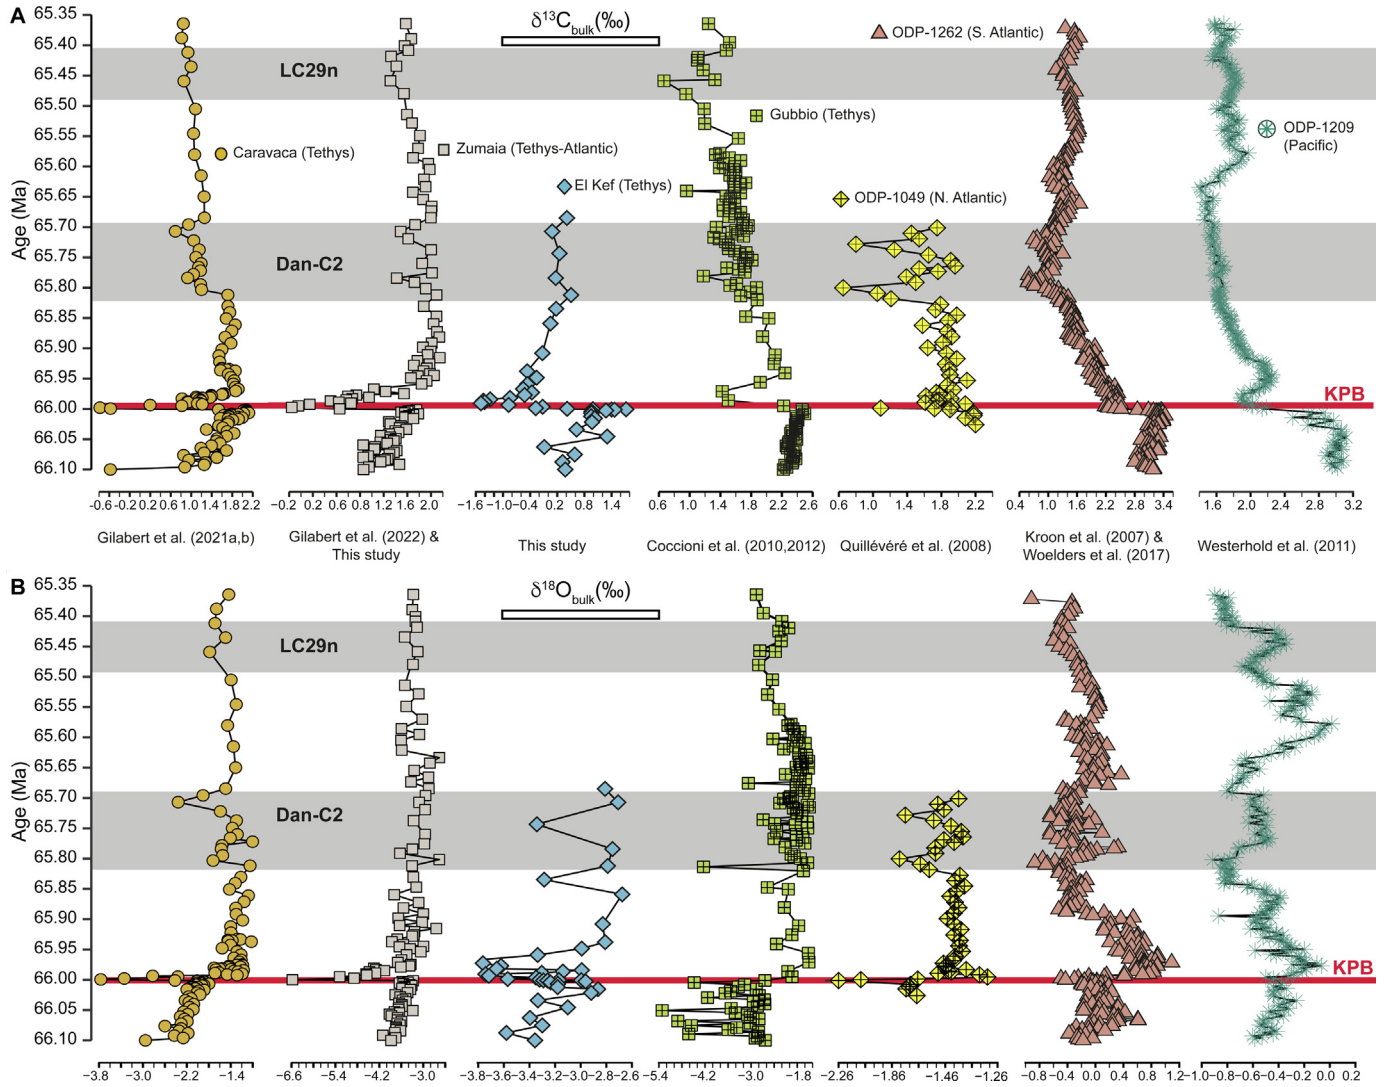 A
δ13Cbulk(‰)
Age (Ma)
65.35
65.40
65.45
65.50
65.55
65.60
65.65
65.70
65.75
65.80
65.85
65.90
65.95
66.00
66.05
66.10
LC29n
Dan-C2
KPB
Caravaca (Tethys)
Zumaia (Tethys-Atlantic)
El Kef (Tethys)
Gubbio (Tethys)
ODP-1049 (N. Atlantic)
ODP-1262 (S. Atlantic)
ODP-1209
(Pacific)
−0.6 0.2 1.0 1.8
-0.6 0.2 1.0 1.8 2.2
−0.2 0.4 0.8 1.2 1.6 2.0
−1.6 −1.0 −0.4 0.2 0.8 1.8
0.6 1.0 1.4 1.8 2.2 2.6
0.6 1.2 1.8 2.4
0.4 1.0 1.6 2.2 2.8 3.4
1.6 2.0 2.4 2.8 3.2
Gilabert et al. (2021a,b)
Gilabert et al. (2022) &
This study
This study
Coccioni et al. (2010,2012)
Quillévéré et al. (2008)
Kroon et al. (2007) &
Woelders et al. (2017)
Westerhold et al. (2011)
B
δ18Obulk(‰)
Age (Ma)
65.35
65.40
65.45
65.50
65.55
65.60
65.65
65.70
65.75
65.80
65.85
65.90
65.95
66.00
66.05
66.10
LC29n
Dan-C2
KPB
−3.8 −3.0 −2.2 −1.4
−6.6 −5.4 −4.2 −3.0
−3.8 −3.6 −3.4 −3.2 −3.0 −2.8 −2.6
−5.4 −4.2 −3.0 −1.8
−2.26 −1.86 −1.46 −1.26
−0.8 −0.4 0.0 0.4 0.8 1.2
−1.0 −0.6 −0.2 0.0 0.2